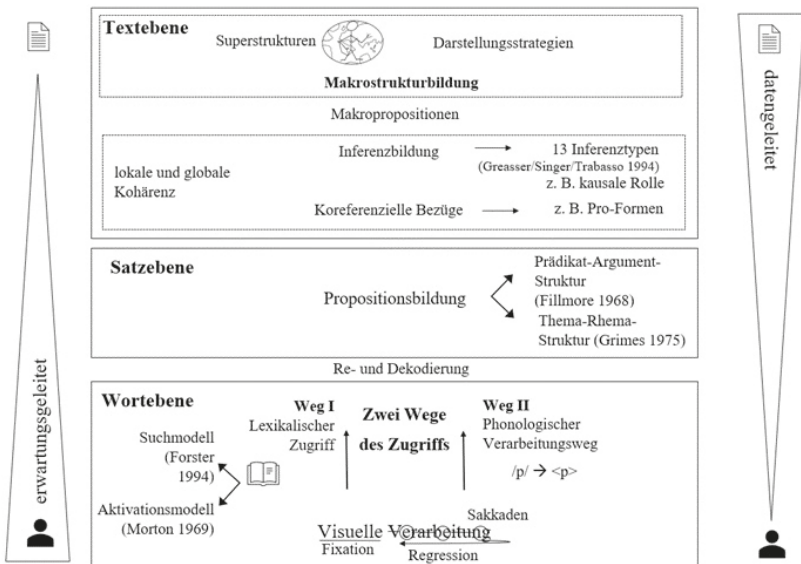 Textebene
Superstrukturen
Darstellungsstrategien
Makrostrukturbildung
Makropropositionen
lokale und globale
Kohärenz
Inferenzbildung
13 Inferenztypen
(Greasser/Singer/Trabasso 1994)
z. B. kausale Rolle
Koreferenzielle Bezüge
z. B. Pro-Formen
Satzebene
Propositionsbildung
Prädikat-Argument-
Struktur
(Fillmore 1968)
Thema-Rhema-
Struktur (Grimes 1975)
Re- und Dekodierung
Wortebene
Suchmodell
(Forster
1994)
Aktivationsmodell
(Morton 1969)
Weg I
Lexikalischer
Zugriff
Zwei Wege
des Zugriffs
Weg II
Phonologischer
Verarbeitungsweg
/p/ → <p>
Sakkaden
Visuelle Verarbeitung
Fixation
Regression
erwartungsgeleitet
datengeleitet